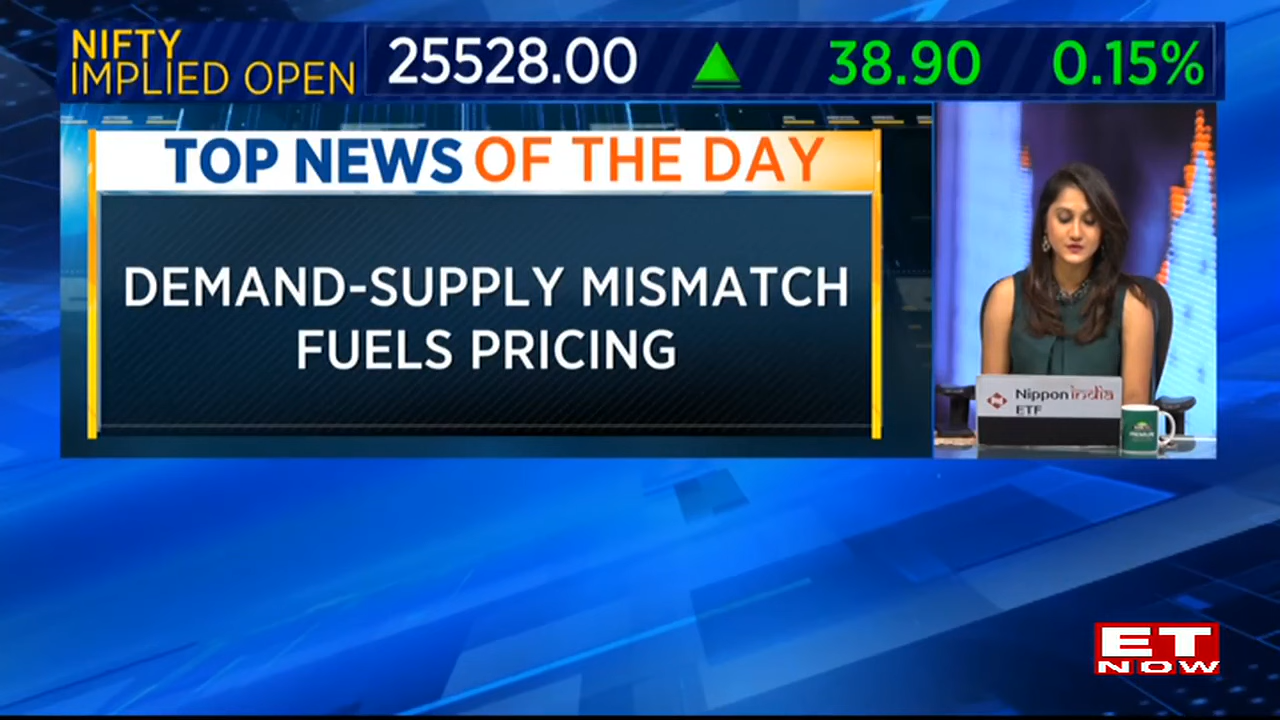 NIFTY
IMPLIED OPEN
25528.00 38.90 0.15%
TOP NEWS OF THE DAY
DEMAND-SUPPLY MISMATCH
FUELS PRICING
Nippon india
ETF
ET
NOW